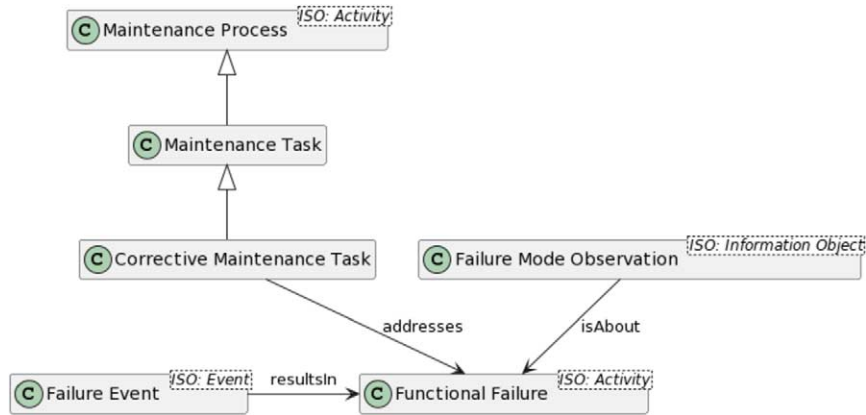 ISO: Activity
C Maintenance Process
C Maintenance Task
C Corrective Maintenance Task
ISO: Information Object
C Failure Mode Observation
addresses
isAbout
ISO: Event
C Failure Event
resultsIn
ISO: Activity
C Functional Failure